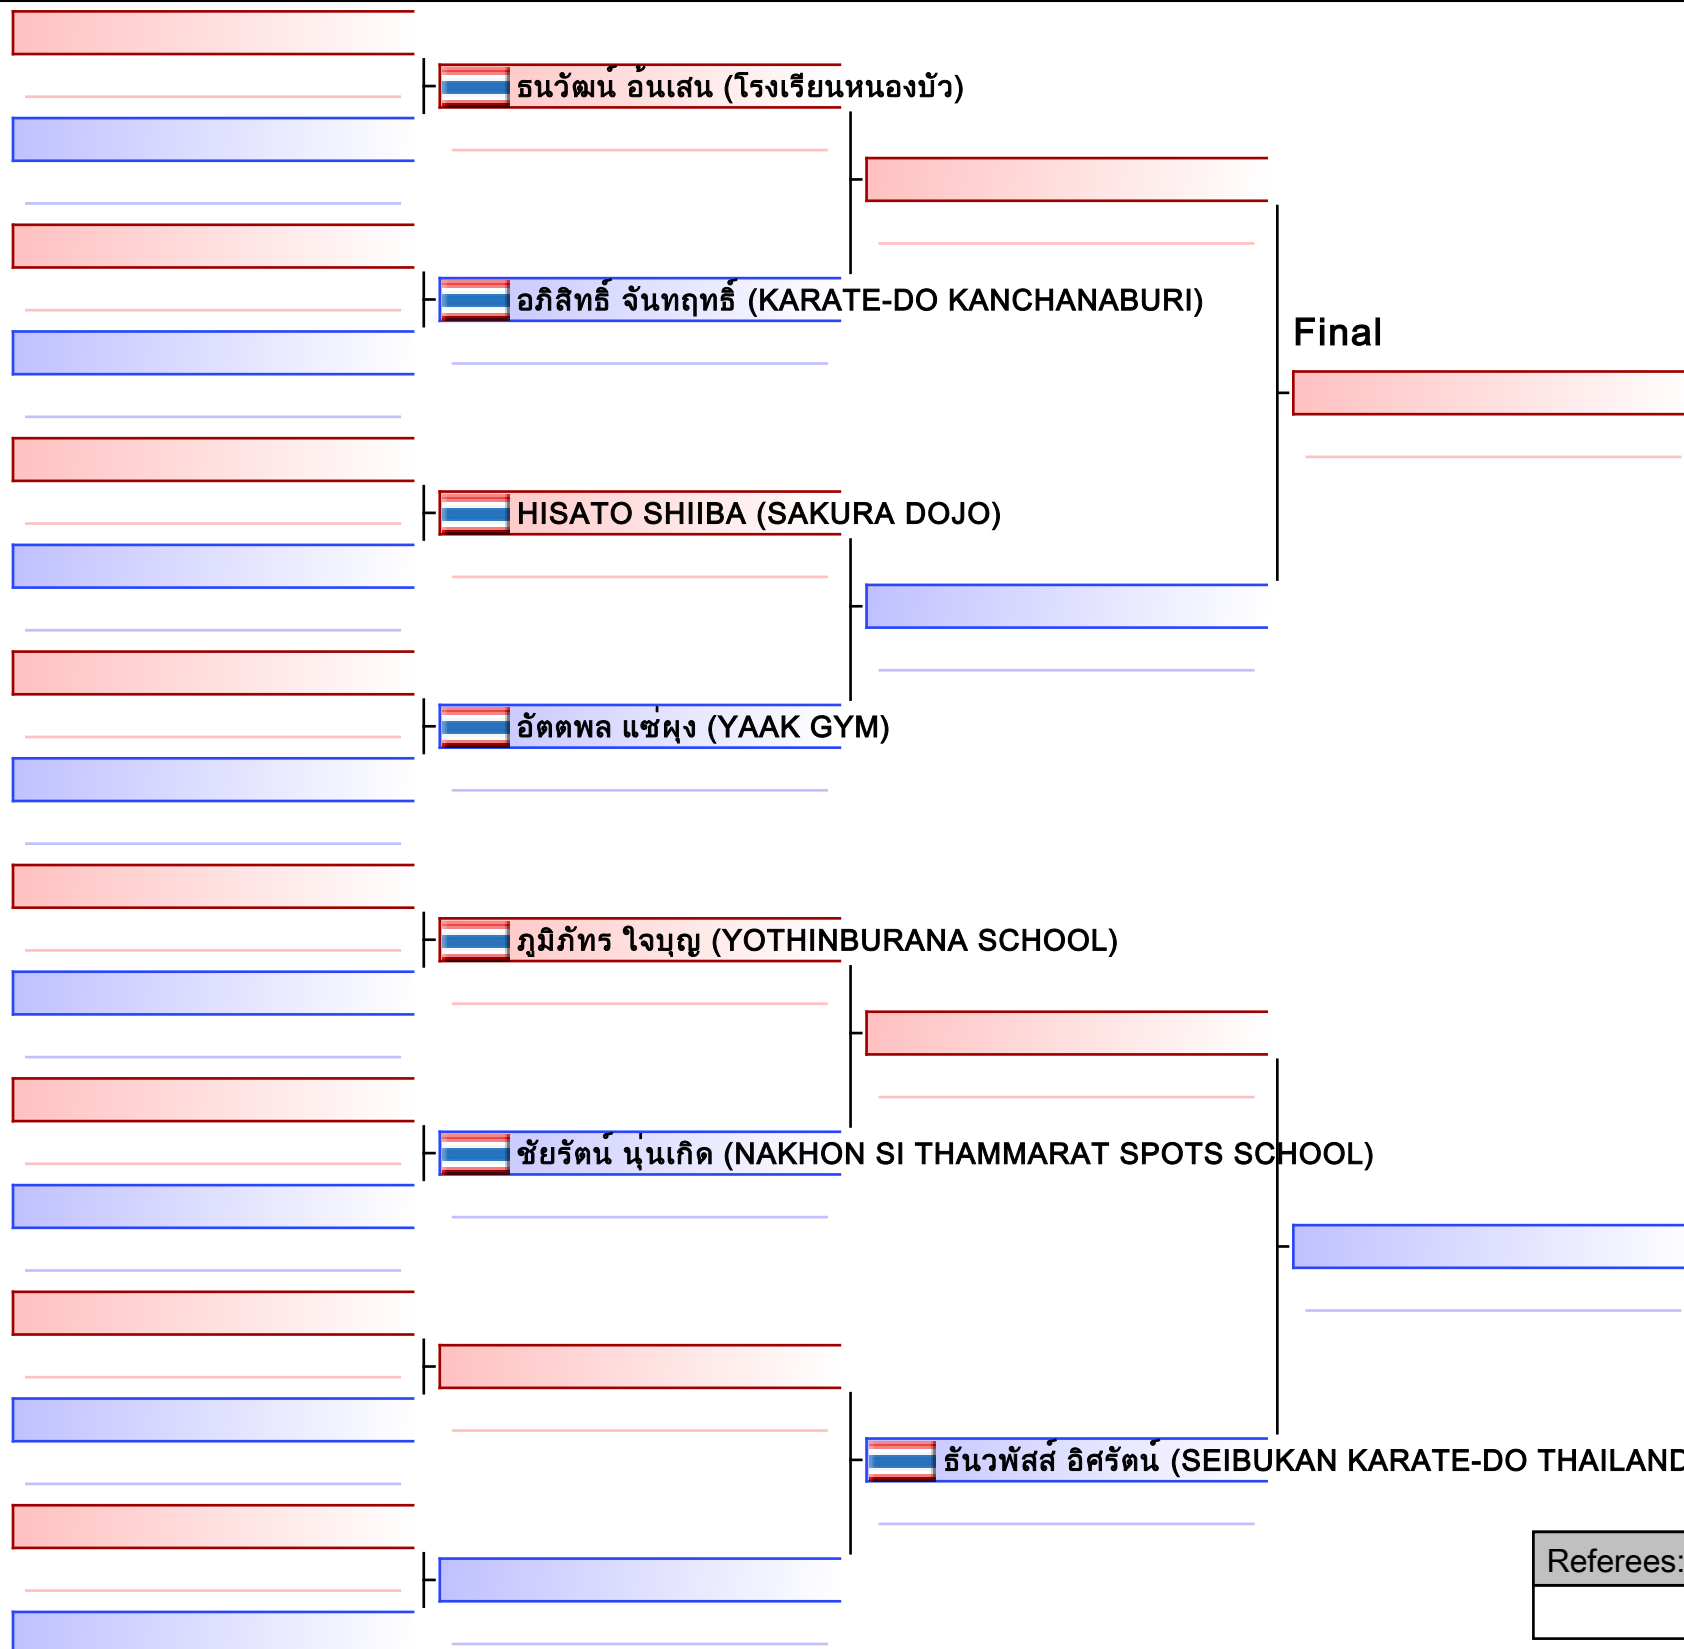 ธนวัฒน์ อ้นเสน (โรงเรียนหนองบัว)
อภิสิทธิ์ จันทฤทธิ์ (KARATE-DO KANCHANABURI)
Final
HISATO SHIIBA (SAKURA DOJO)
อัตตพล แซ่ผุง (YAAK GYM)
ภูมิภัทร ใจบุญ (YOTHINBURANA SCHOOL)
ชัยรัตน์ นุ่นเกิด (NAKHON SI THAMMARAT SPOTS SCHOOL)
ธันวพัสส์ อิศรัตน์ (SEIBUKAN KARATE-DO THAILAND
Referees: